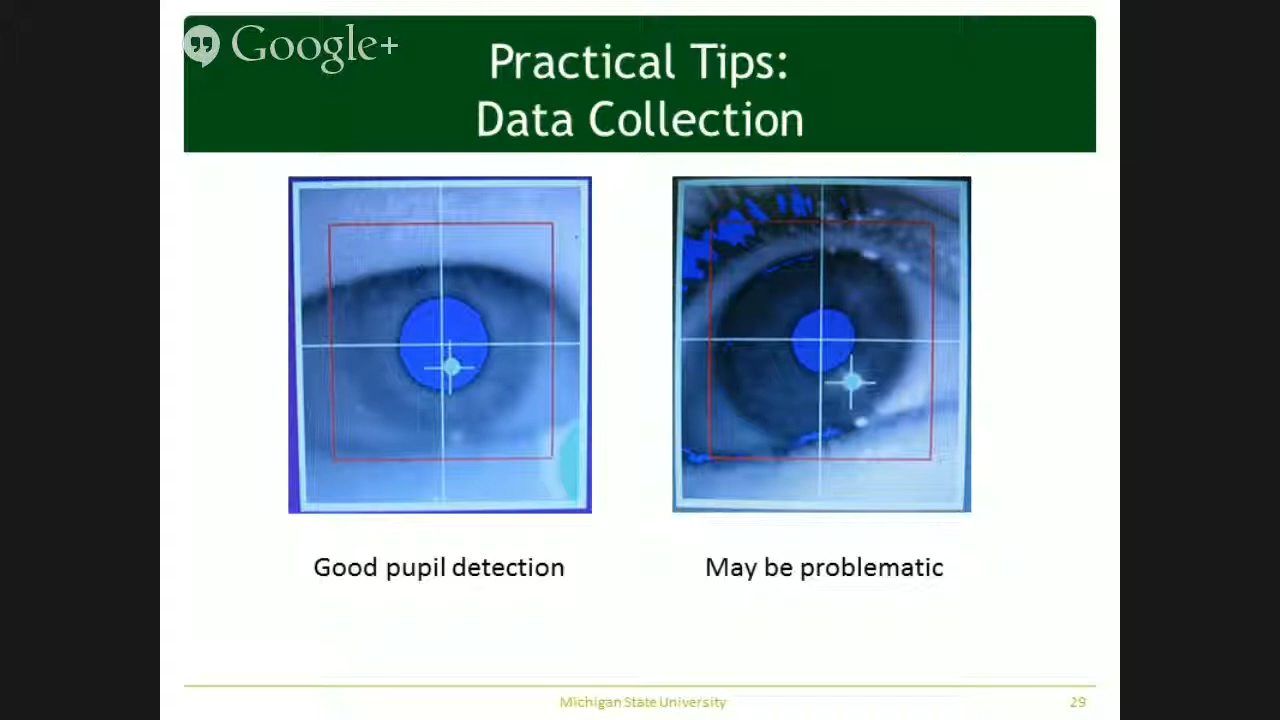 Google+
Practical Tips:
Data Collection
Good pupil detection
May be problematic
Michigan State University
29